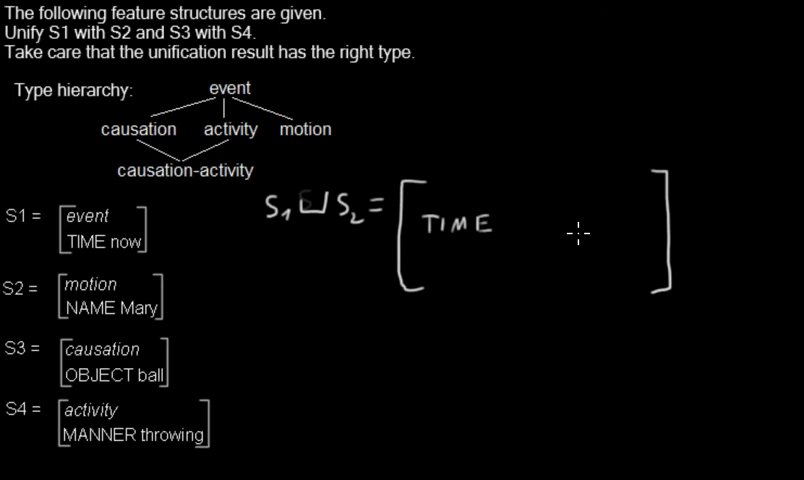 The following feature structures are given.
Unify S1 with S2 and S3 with S4.
Take care that the unification result has the right type.
Type hierarchy:
event
causation activity motion
causation-activity
S1 ⊔ S2 = [TIME ]
S1 = [event
TIME now]
S2 = [motion
NAME Mary]
S3 = [causation
OBJECT ball]
S4 = [activity
MANNER throwing]